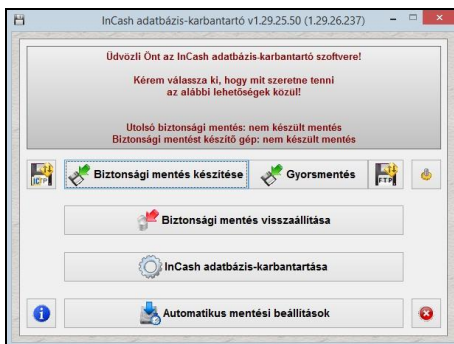 InCash adatbázis-karbantartó v1.29.25.50 (1.29.26.237)
Üdvözli Önt az InCash adatbázis-karbantartó szoftvere!
Kérem válassza ki, hogy mit szeretne tenni
az alábbi lehetőségek közül!
Utolsó biztonsági mentés: nem készült mentés
Biztonsági mentést készítő gép: nem készült mentés
Biztonsági mentés készítése
Gyorsmentés
FTP
Biztonsági mentés visszaállítása
InCash adatbázis-karbantartása
Automatikus mentési beállítások